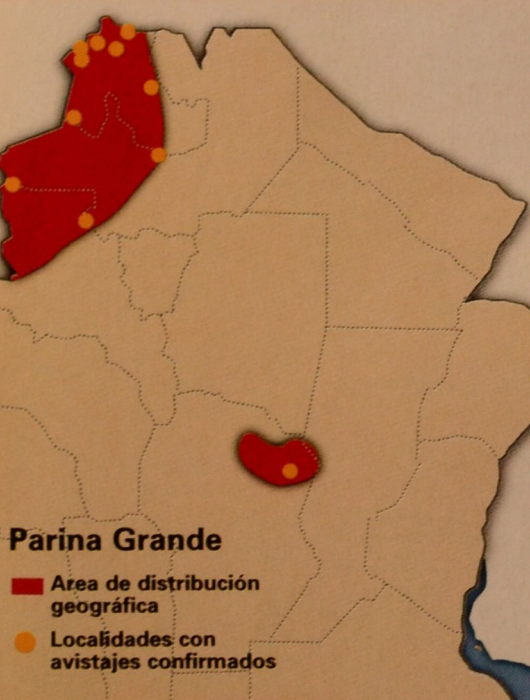 Parina Grande
Area de distribución
geográfica
Localidades con
avistajes confirmados